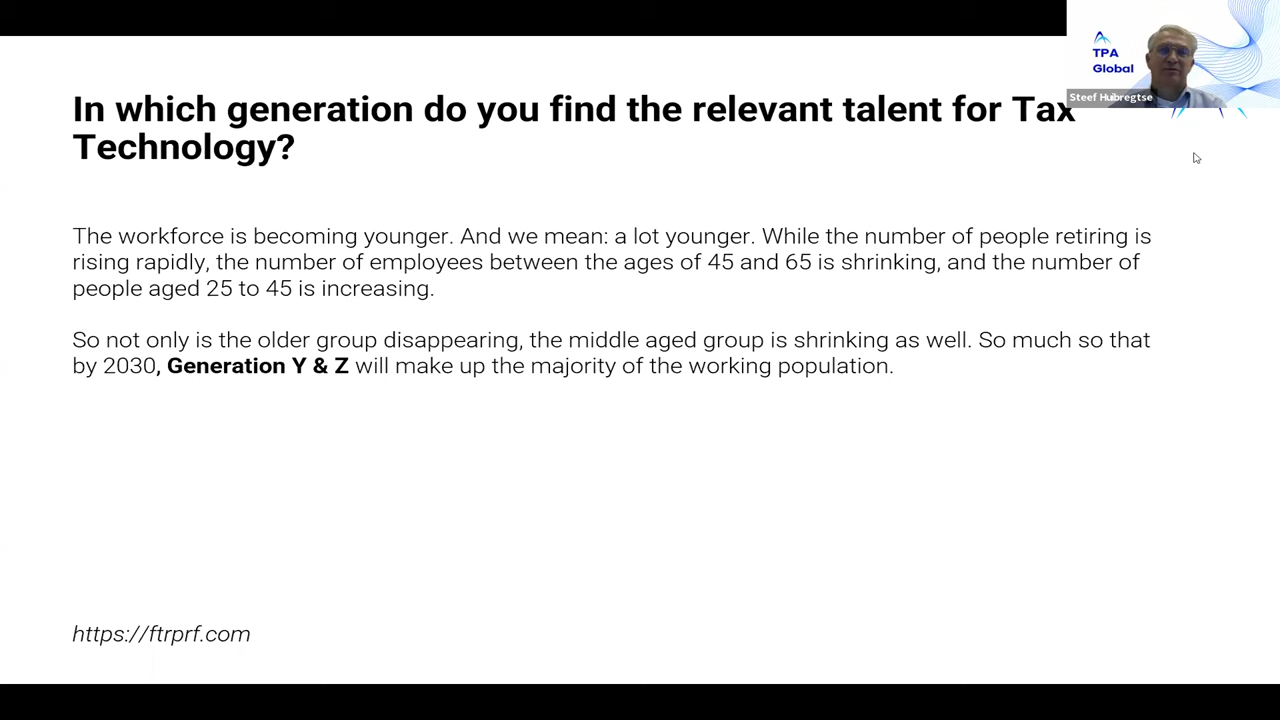 TPA
Global
Steef Huibregtse
In which generation do you find the relevant talent for Tax
Technology?
The workforce is becoming younger. And we mean: a lot younger. While the number of people retiring is
rising rapidly, the number of employees between the ages of 45 and 65 is shrinking, and the number of
people aged 25 to 45 is increasing.
So not only is the older group disappearing, the middle aged group is shrinking as well. So much so that
by 2030, Generation Y & Z will make up the majority of the working population.
https://ftrprf.com